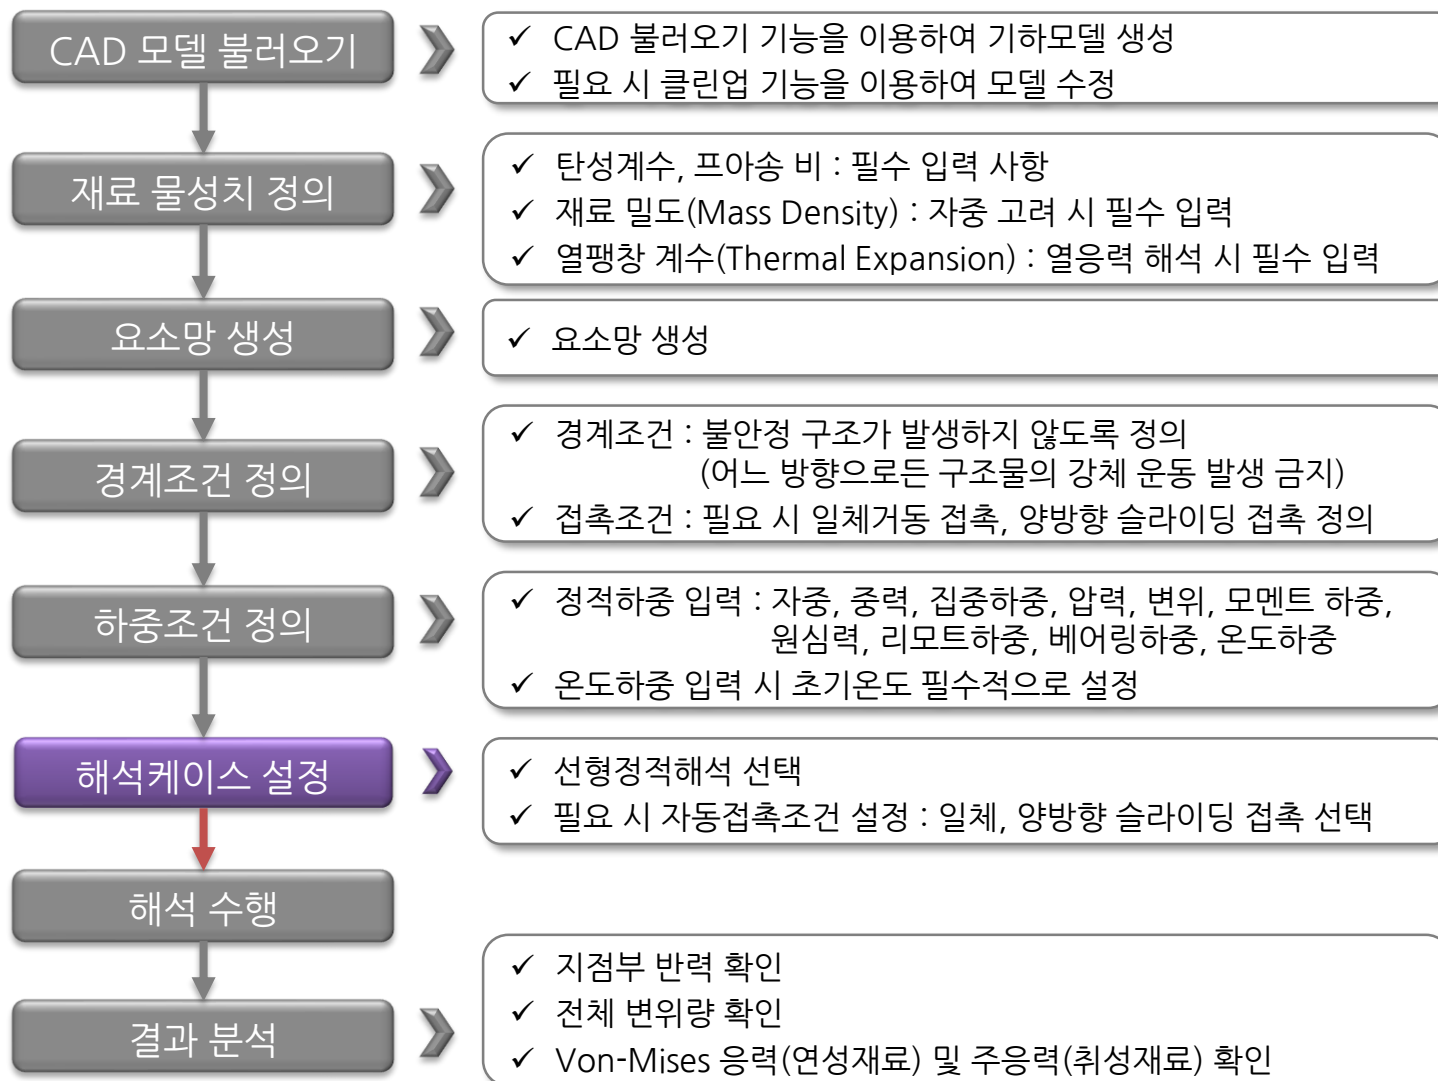 CAD 모델 불러오기
✓ CAD 불러오기 기능을 이용하여 기하모델 생성
✓ 필요 시 클린업 기능을 이용하여 모델 수정
재료 물성치 정의
✓ 탄성계수, 프아송 비 : 필수 입력 사항
✓ 재료 밀도(Mass Density) : 자중 고려 시 필수 입력
✓ 열팽창 계수(Thermal Expansion) : 열응력 해석 시 필수 입력
요소망 생성
✓ 요소망 생성
경계조건 정의
✓ 경계조건 : 불안정 구조가 발생하지 않도록 정의
(어느 방향으로든 구조물의 강체 운동 발생 금지)
✓ 접촉조건 : 필요 시 일체거동 접촉, 양방향 슬라이딩 접촉 정의
하중조건 정의
✓ 정적하중 입력 : 자중, 중력, 집중하중, 압력, 변위, 모멘트 하중,
원심력, 리모트하중, 베어링하중, 온도하중
✓ 온도하중 입력 시 초기온도 필수적으로 설정
해석케이스 설정
✓ 선형정적해석 선택
✓ 필요 시 자동접촉조건 설정 : 일체, 양방향 슬라이딩 접촉 선택
해석 수행
결과 분석
✓ 지점부 반력 확인
✓ 전체 변위량 확인
✓ Von-Mises 응력(연성재료) 및 주응력(취성재료) 확인